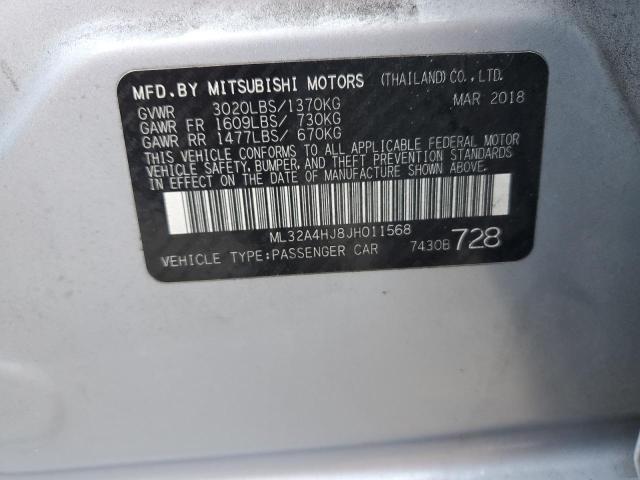 MFD.BY MITSUBISHI MOTORS (THAILAND)CO.,LTD.
GVWR 3020LBS/1370KG MAR 2018
GAWR FR 1609LBS/ 730KG
GAWR RR 1477LBS/ 670KG
THIS VEHICLE CONFORMS TO ALL APPLICABLE FEDERAL MOTOR
VEHICLE SAFETY, BUMPER, AND THEFT PREVENTION STANDARDS
IN EFFECT ON THE DATE OF MANUFACTURE SHOWN ABOVE.
ML32A4HJ8JH011568
VEHICLE TYPE:PASSENGER CAR 7430B 728